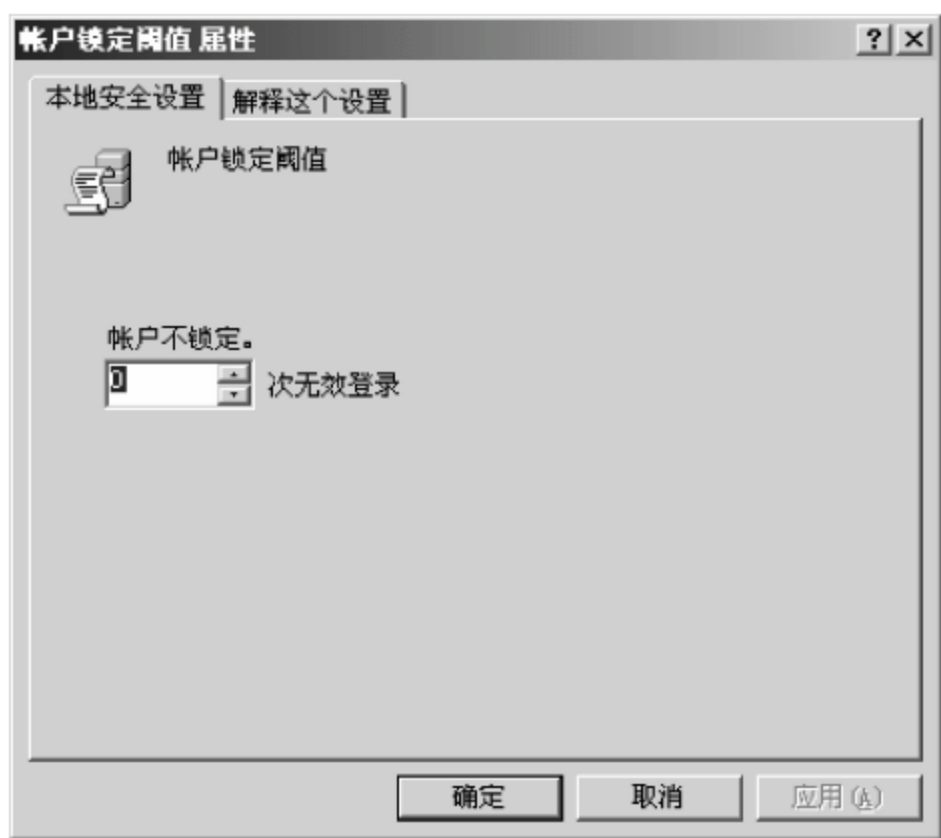 帐户锁定阈值 属性
本地安全设置 解释这个设置
帐户锁定阈值
帐户不锁定。
0 次无效登录
确定 取消 应用(A)